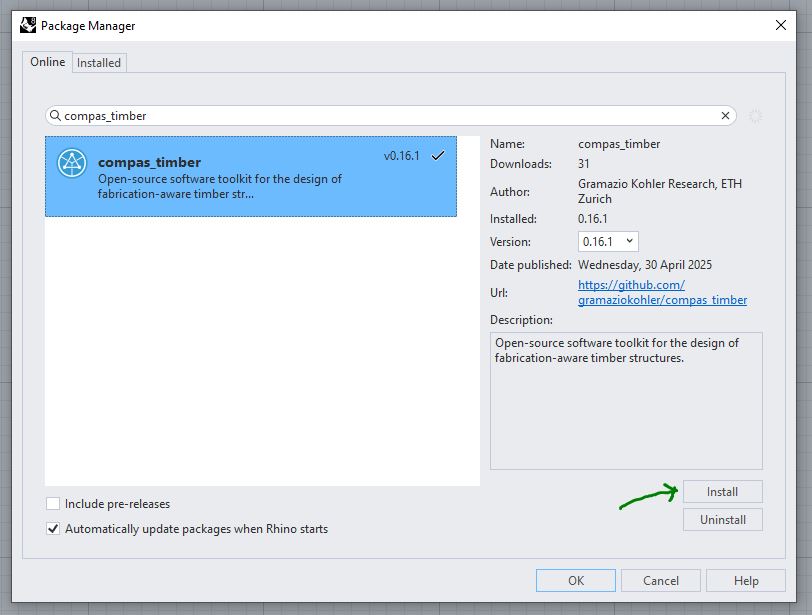 Package Manager
Online
Installed
compas_timber
compas_timber
v0.16.1
Open-source software toolkit for the design of
fabrication-aware timber str...
Name: compas_timber
Downloads: 31
Author: Gramazio Kohler Research, ETH
Zurich
Installed: 0.16.1
Version: 0.16.1
Date published: Wednesday, 30 April 2025
Url: https://github.com/
gramaziokohler/compas_timber
Description:
Open-source software toolkit for the design of
fabrication-aware timber structures.
Include pre-releases
Automatically update packages when Rhino starts
Install
Uninstall
OK
Cancel
Help